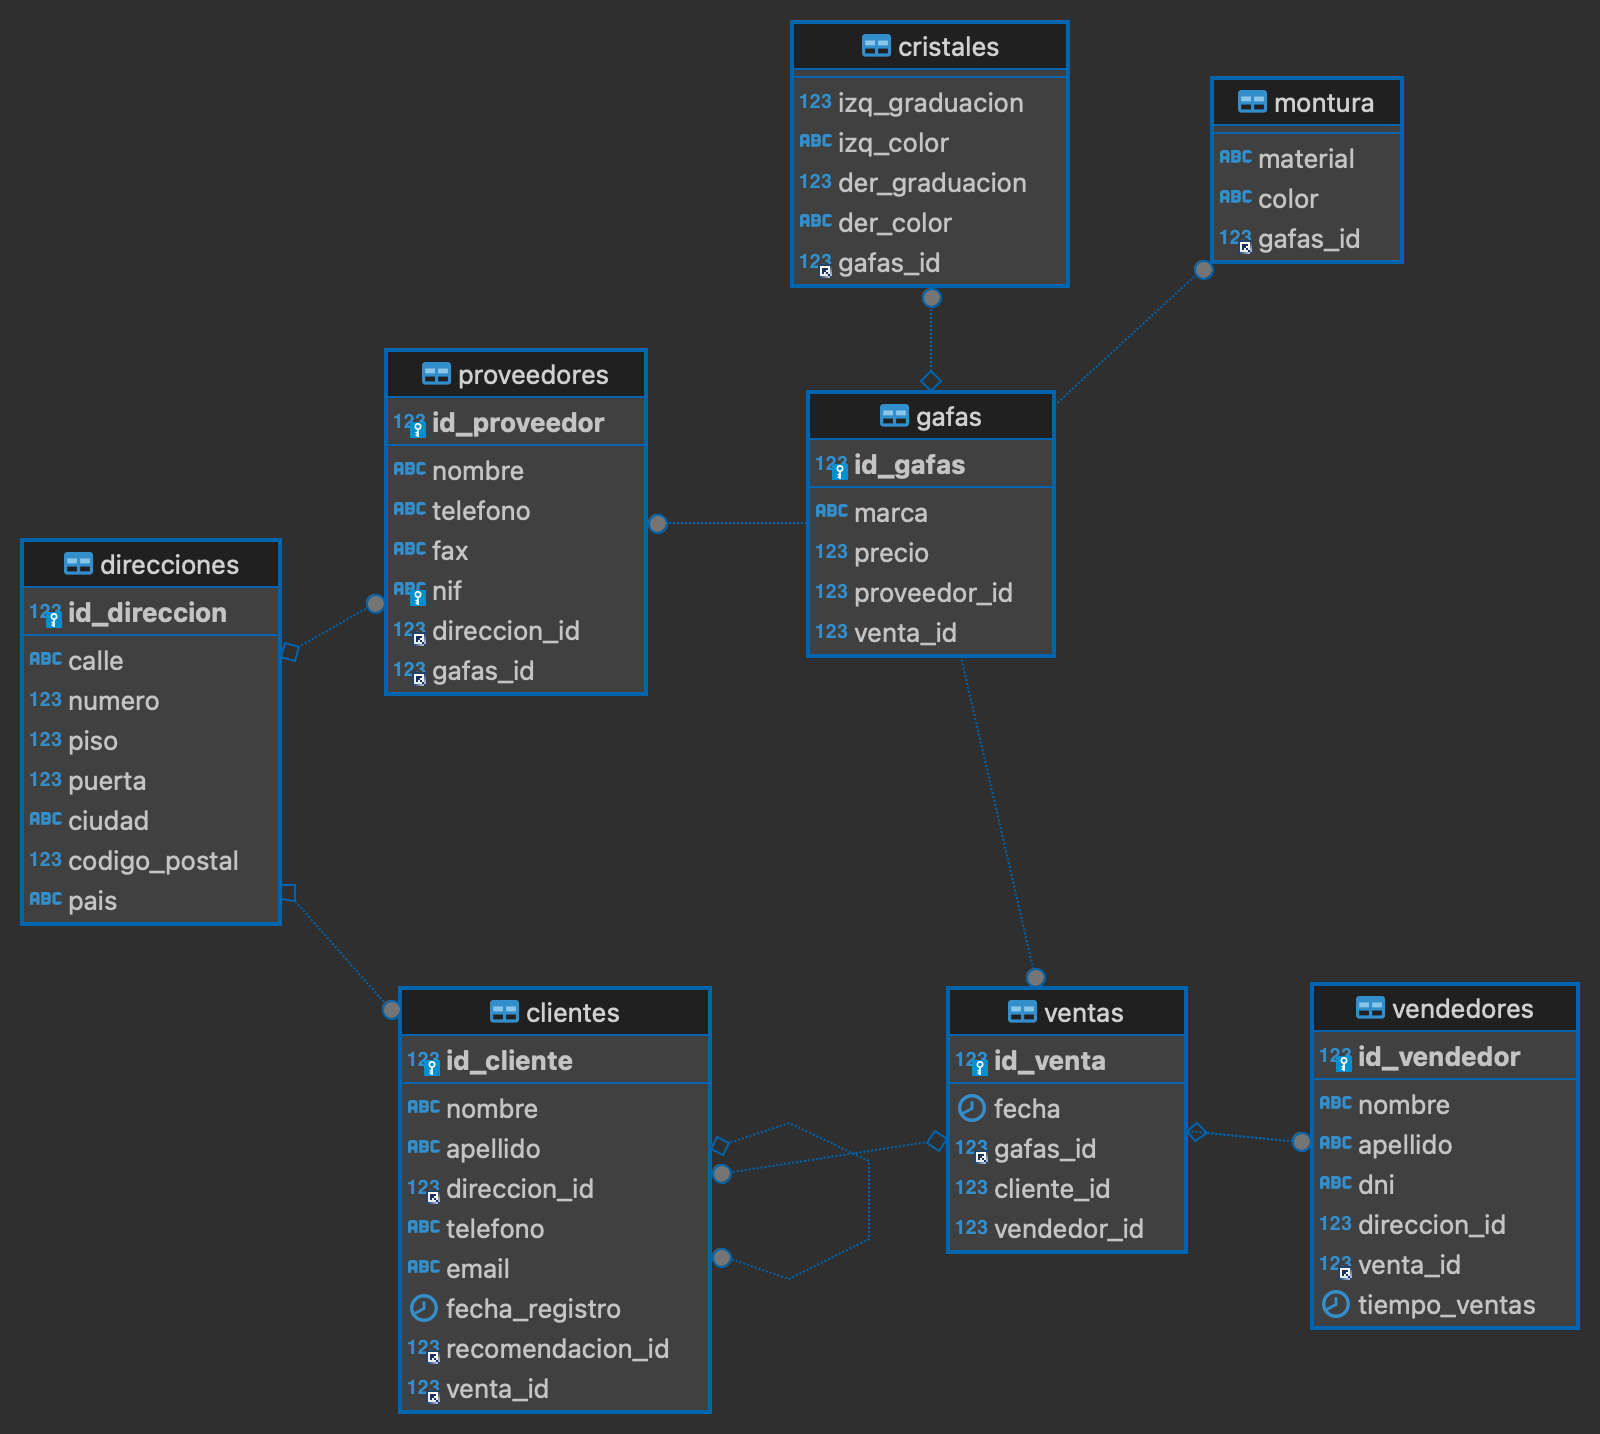 cristales
123 izq_graduacion
ABC izq_color
123 der_graduacion
ABC der_color
123 gafas_id
montura
ABC material
ABC color
123 gafas_id
proveedores
123 id_proveedor
ABC nombre
ABC telefono
ABC fax
ABC nif
123 direccion_id
123 gafas_id
gafas
123 id_gafas
ABC marca
123 precio
123 proveedor_id
123 venta_id
direcciones
123 id_direccion
ABC calle
123 numero
123 piso
123 puerta
ABC ciudad
123 codigo_postal
ABC pais
clientes
123 id_cliente
ABC nombre
ABC apellido
123 direccion_id
ABC telefono
ABC email
fecha_registro
123 recomendacion_id
123 venta_id
ventas
123 id_venta
fecha
123 gafas_id
123 cliente_id
123 vendedor_id
vendedores
123 id_vendedor
ABC nombre
ABC apellido
ABC dni
123 direccion_id
123 venta_id
tiempo_ventas